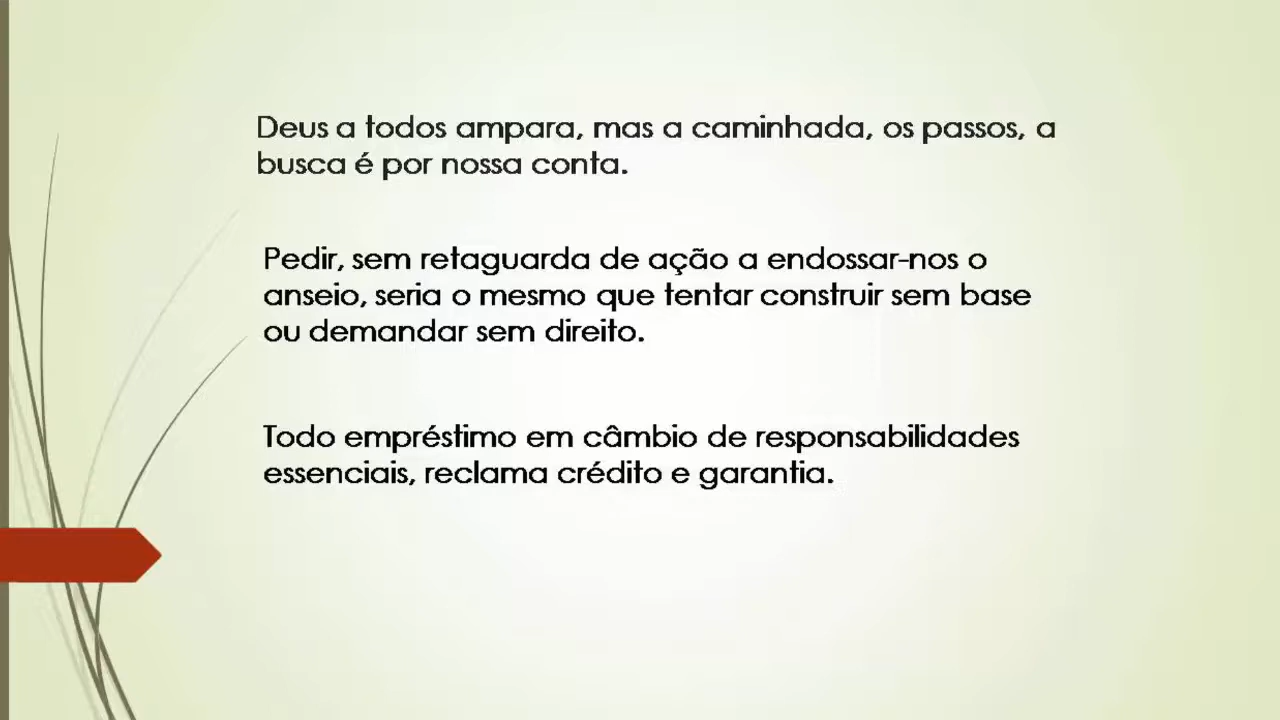 Deus a todos ampara, mas a caminhada, os passos, a
busca é por nossa conta.
Pedir, sem retaguarda de ação a endossar-nos o
anseio, seria o mesmo que tentar construir sem base
ou demandar sem direito.
Todo empréstimo em câmbio de responsabilidades
essenciais, reclama crédito e garantia.